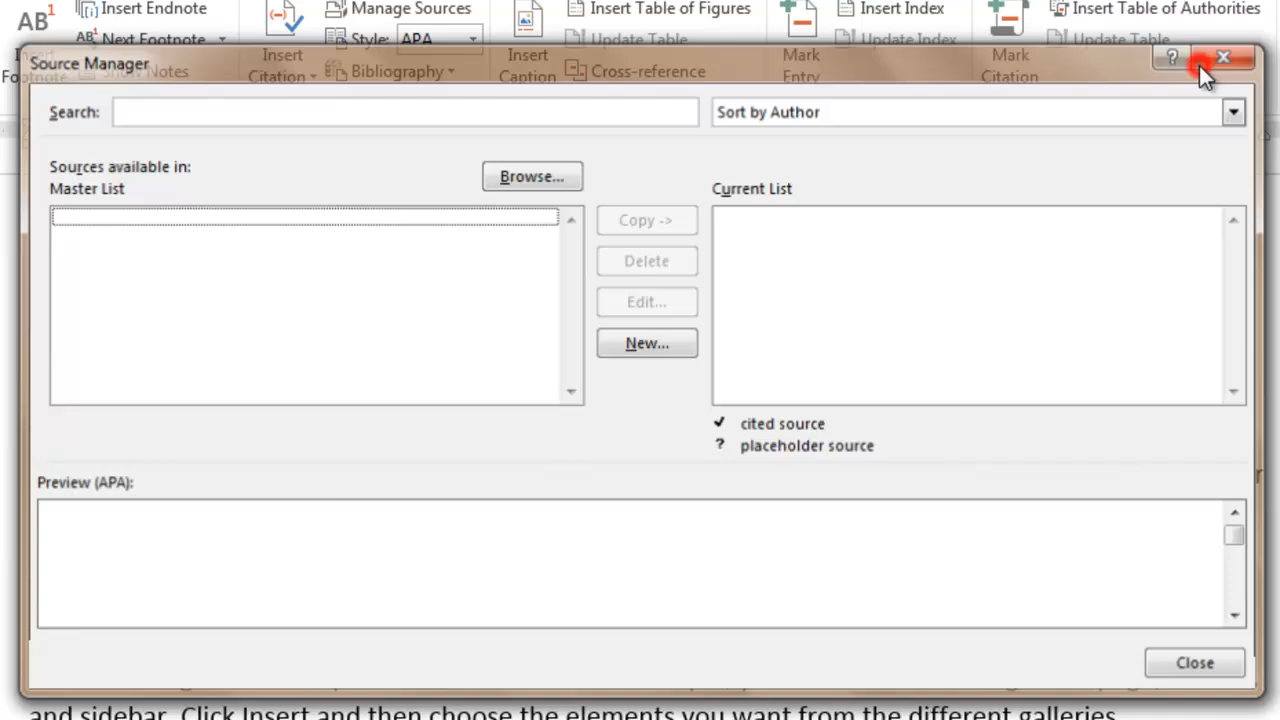 Insert Endnote
Manage Sources
Insert Table of Figures
Insert Index
Insert Table of Authorities
AB¹
Next Footnote
Style: APA
Update Table
Update Index
Update Table
Insert
Footnote
Show Notes
Insert
Citation
Bibliography
Insert
Caption
Cross-reference
Mark
Entry
Mark
Citation
Source Manager
Search:
Sort by Author
Sources available in:
Master List
Browse...
Current List
Copy ->
Delete
Edit...
New...
✓ cited source
? placeholder source
Preview (APA):
Close
and sidebar. Click Insert and then choose the elements you want from the different galleries.